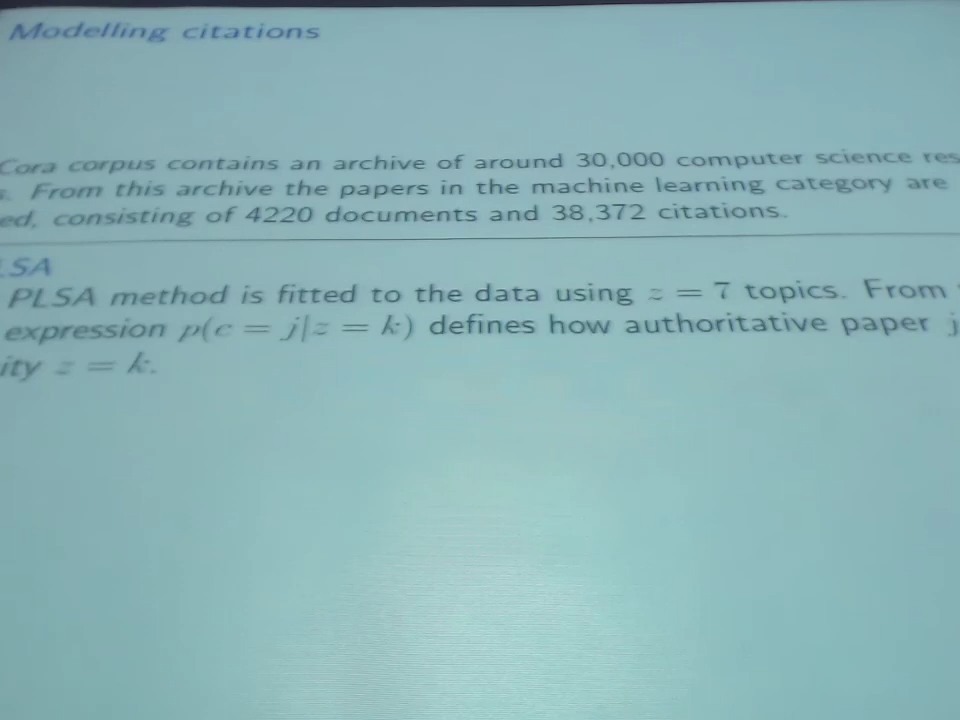 Modelling citations
Cora corpus contains an archive of around 30,000 computer science
From this archive the papers in the machine learning category are
consisting of 4220 documents and 38,372 citations.
PLSA method is fitted to the data using z = 7 topics. From
expression p(c = j|z = k) defines how authoritative paper j
z = k.